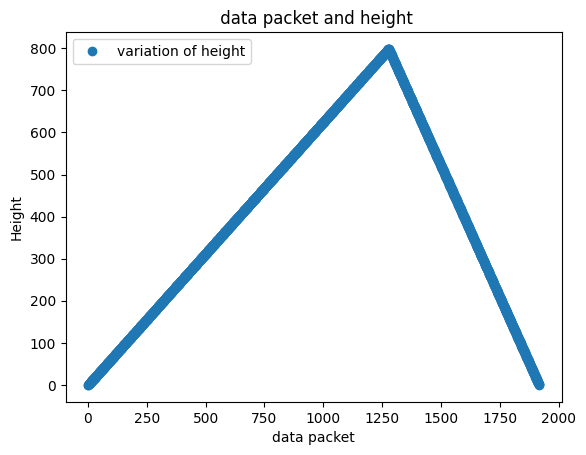 data packet and height
variation of height
800
700
600
500
400
300
200
100
0
Height
0 250 500 750 1000 1250 1500 1750 2000
data packet